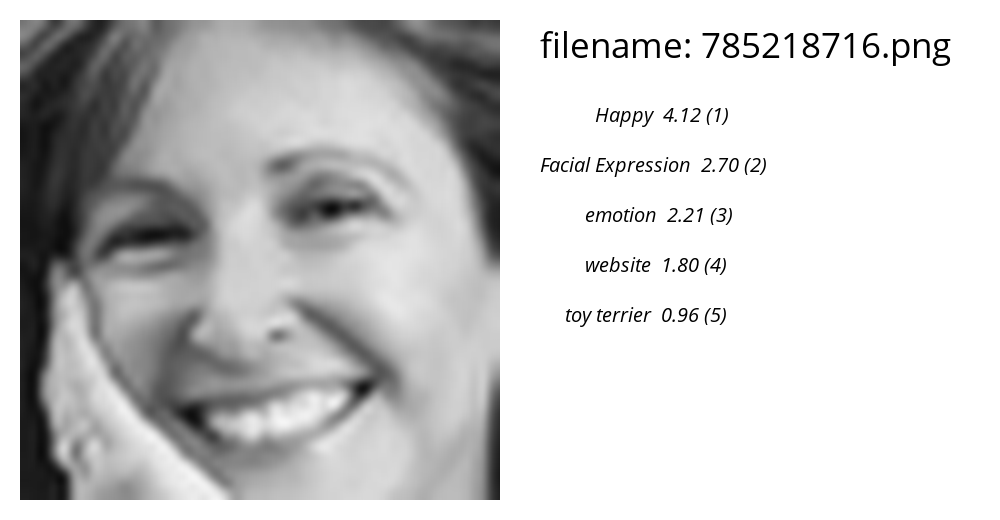 filename: 785218716.png
Happy 4.12 (1)
Facial Expression 2.70 (2)
emotion 2.21 (3)
website 1.80 (4)
toy terrier 0.96 (5)